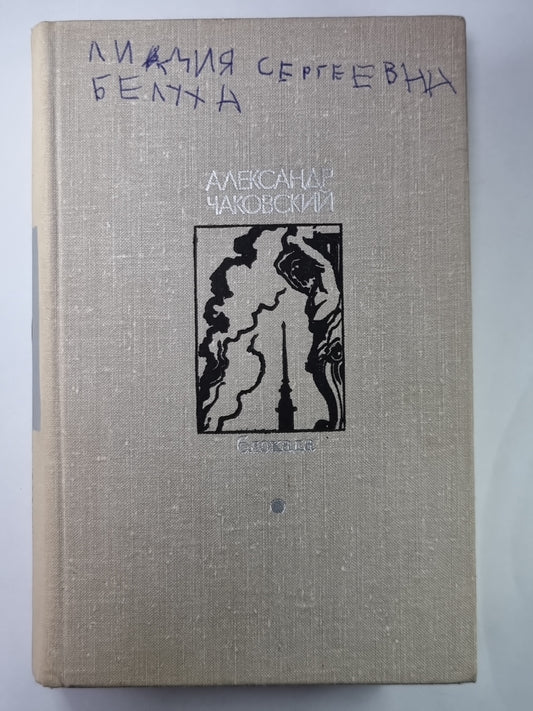 ЛИДИЯ СЕРГЕЕВНА
БЕЛУХА
АЛЕКСАНДР
ЧАКОВСКИЙ
блокада